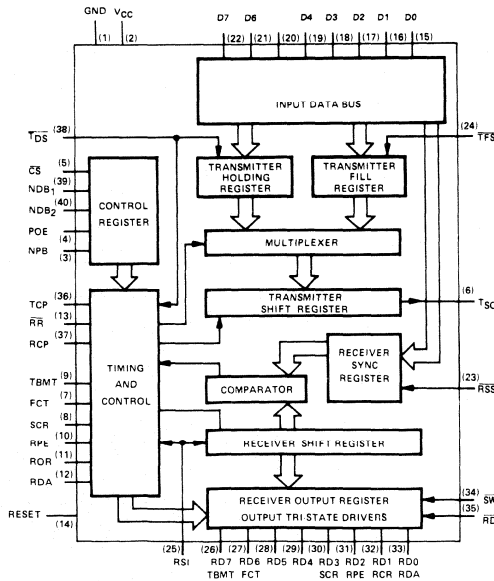 GND VCC
(1) (2)
D7 D6 D4 D3 D2 D1 D0
(22) (21) (20) (19) (18) (17) (16) (15)
INPUT DATA BUS
TDS (38)
(24) TFS
CS (5)
NDB1 (39)
NDB2 (40)
POE (4)
NPB (3)
CONTROL REGISTER
TRANSMITTER HOLDING REGISTER
TRANSMITTER FILL REGISTER
MULTIPLEXER
TRANSMITTER SHIFT REGISTER
(6) TSO
TCP (36)
RR (13)
RCP (37)
TBMT (9)
FCT (7)
SCR (8)
RPE (10)
ROR (11)
RDA (12)
TIMING AND CONTROL
RECEIVER SYNC REGISTER
(23) RSS
COMPARATOR
RECEIVER SHIFT REGISTER
RECEIVER OUTPUT REGISTER
OUTPUT TRI-STATE DRIVERS
(34) SW
(35) RD
RESET (14)
(25) (26) (27) (28) (29) (30) (31) (32) (33)
RSI RD7 RD6 RD5 RD4 RD3 RD2 RD1 RD0
TBMT FCT SCR RPE RCR RDA